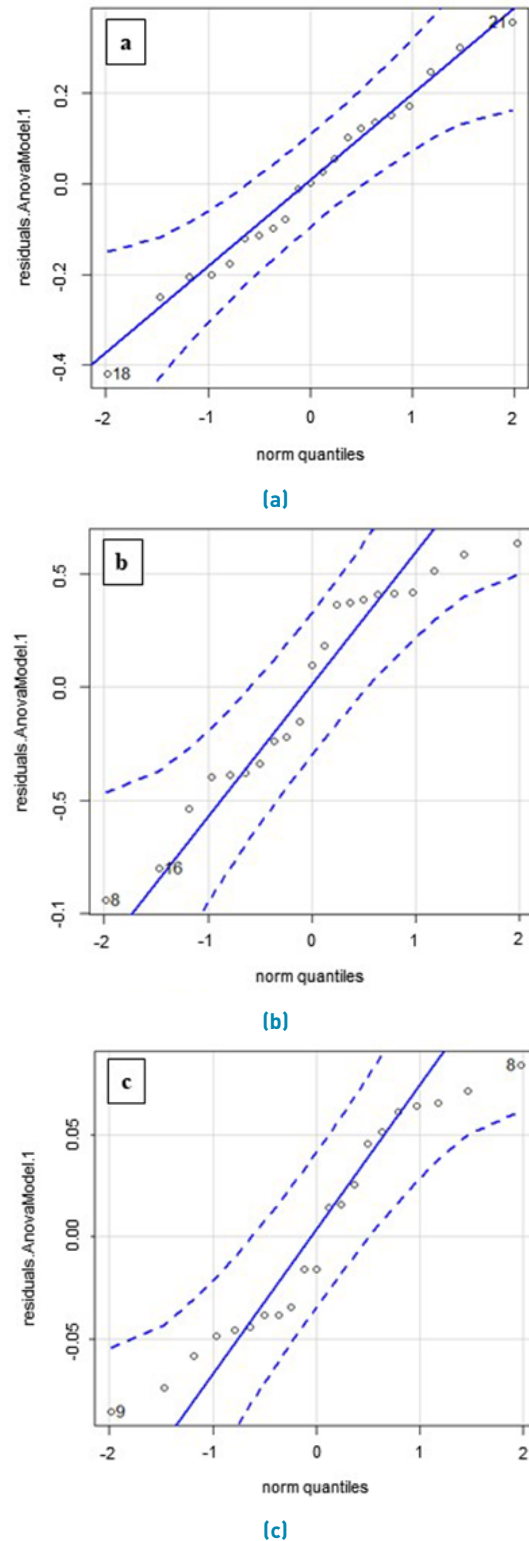 a
21
0.2
0.0
-0.2
-0.4
residuals.AnovaModel.1
18
-2 -1 0 1 2
norm quantiles
(a)
b
0.5
0.0
-0.5
-0.1
residuals.AnovaModel.1
16
8
-2 -1 0 1 2
norm quantiles
(b)
c
8
0.05
0.00
-0.05
residuals.AnovaModel.1
9
-2 -1 0 1 2
norm quantiles
(c)